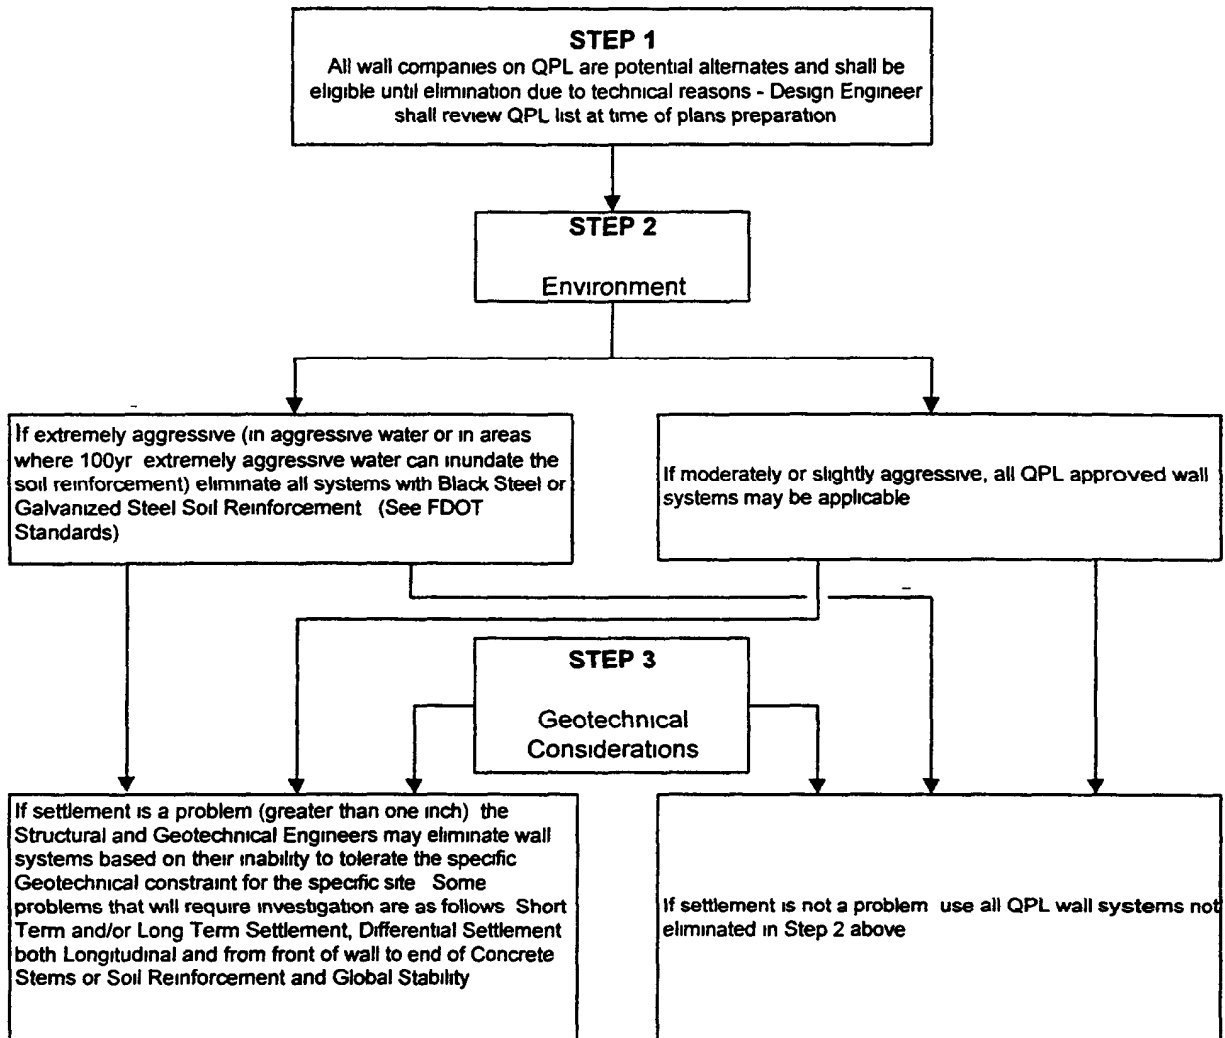 STEP 1
All wall companies on QPL are potential alternates and shall be
eligible until elimination due to technical reasons - Design Engineer
shall review QPL list at time of plans preparation
STEP 2
Environment
If extremely aggressive (in aggressive water or in areas
where 100yr extremely aggressive water can inundate the
soil reinforcement) eliminate all systems with Black Steel or
Galvanized Steel Soil Reinforcement (See FDOT
Standards)
If moderately or slightly aggressive, all QPL approved wall
systems may be applicable
STEP 3
Geotechnical
Considerations
If settlement is a problem (greater than one inch) the
Structural and Geotechnical Engineers may eliminate wall
systems based on their inability to tolerate the specific
Geotechnical constraint for the specific site Some
problems that will require investigation are as follows Short
Term and/or Long Term Settlement, Differential Settlement
both Longitudinal and from front of wall to end of Concrete
Stems or Soil Reinforcement and Global Stability
If settlement is not a problem use all QPL wall systems not
eliminated in Step 2 above